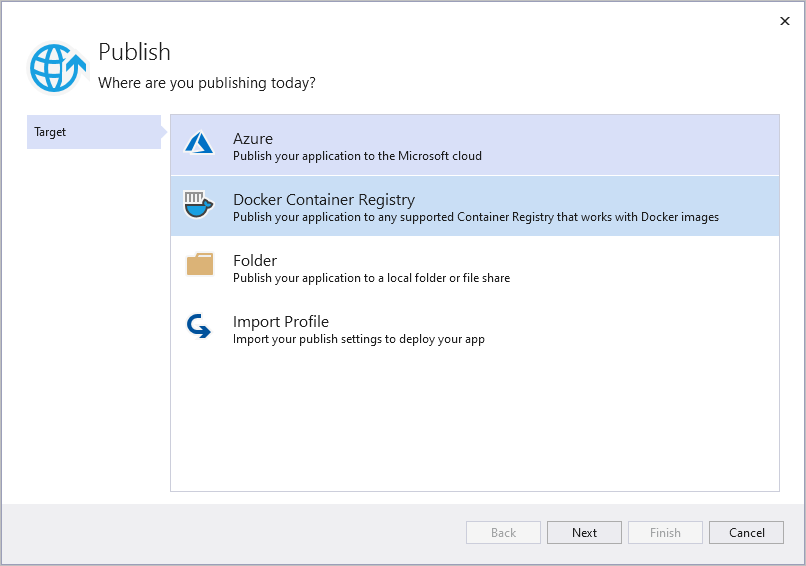 Publish
Where are you publishing today?
Target
Azure
Publish your application to the Microsoft cloud
Docker Container Registry
Publish your application to any supported Container Registry that works with Docker images
Folder
Publish your application to a local folder or file share
Import Profile
Import your publish settings to deploy your app
Back
Next
Finish
Cancel